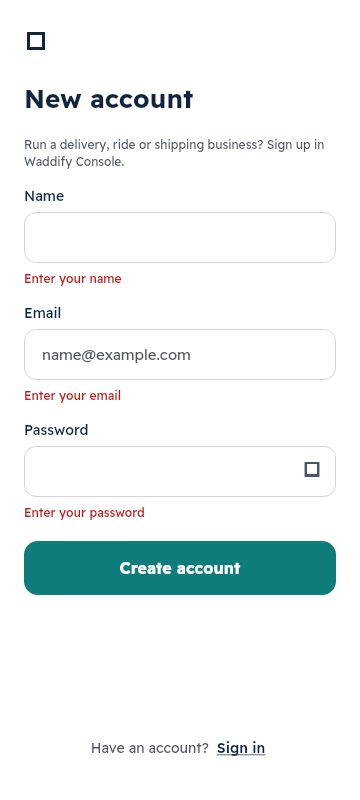 New account
Run a delivery, ride or shipping business? Sign up in
Waddify Console.
Name
Enter your name
Email
name@example.com
Enter your email
Password
Enter your password
Create account
Have an account? Sign in